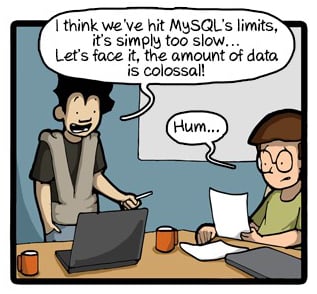 I think we've hit MySQL's limits,
it's simply too slow...
Let's face it, the amount of data
is colossal!
Hum...